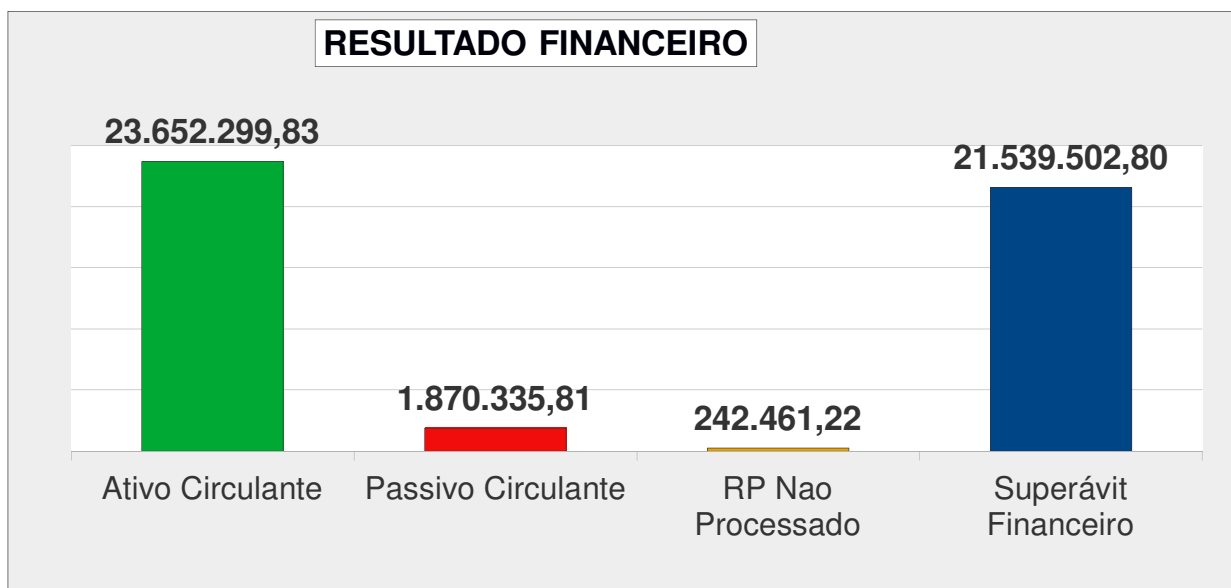 RESULTADO FINANCEIRO
23.652.299,83
21.539.502,80
1.870.335,81
242.461,22
Ativo Circulante
Passivo Circulante
RP Nao
Processado
Superávit
Financeiro